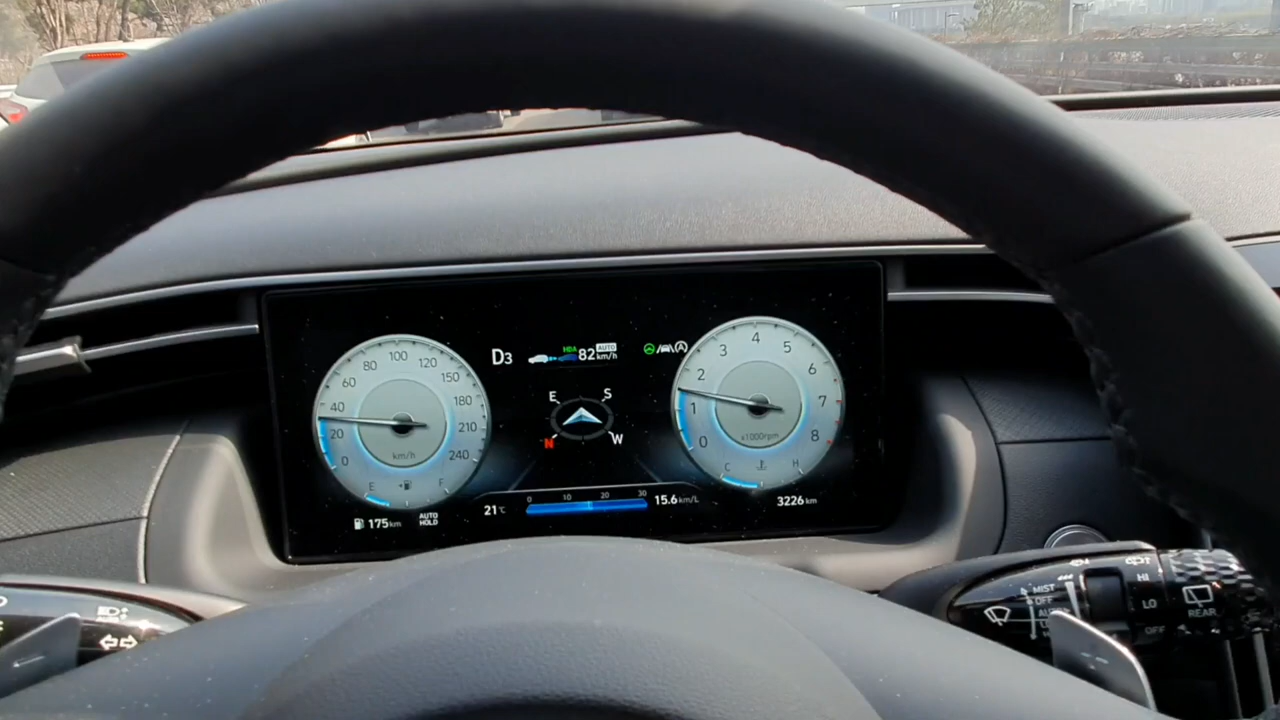 D3
HDA
82 AUTO km/h
0 20 40 60 80 100 120 150 180 210 240
km/h
E F
E S
N W
0 1 2 3 4 5 6 7 8
x1000rpm
C H
175km
AUTO HOLD
21°C
0 10 20 30
15.6km/L
3226km
MIST
OFF
HI
LO
OFF
REAR